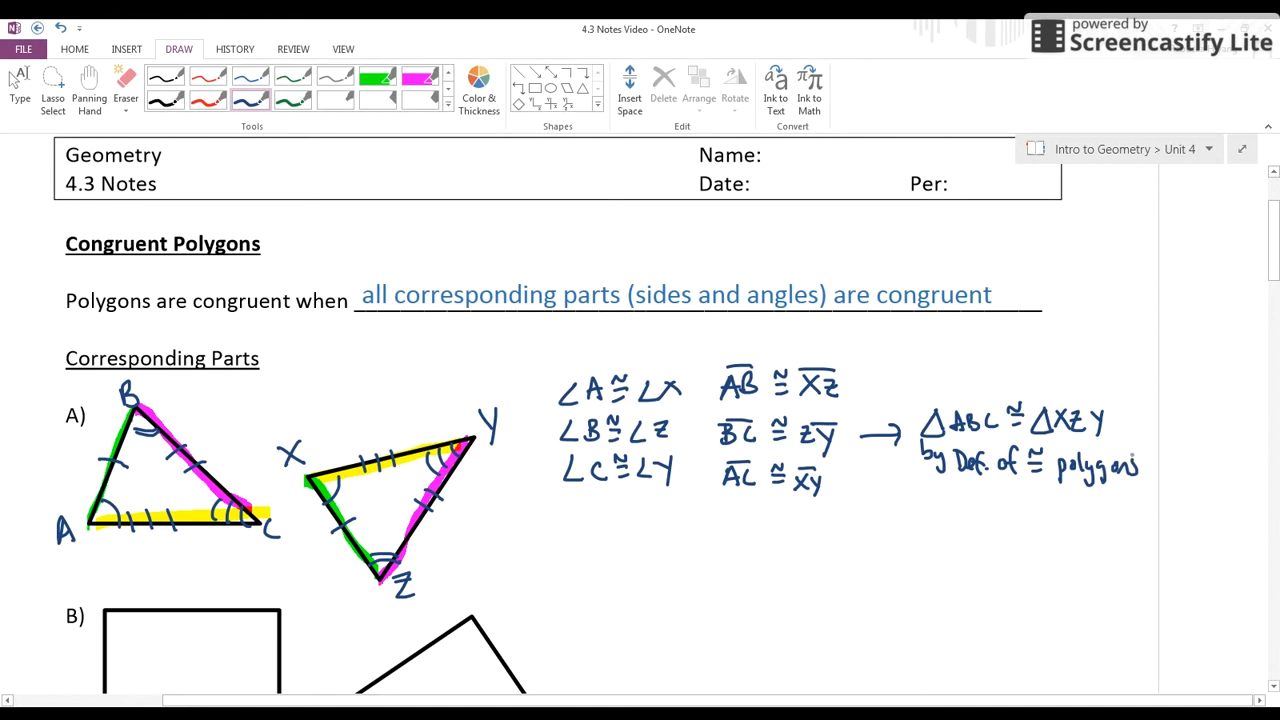 4.3 Notes Video - OneNote
powered by
Screencastify Lite
FILE HOME INSERT DRAW HISTORY REVIEW VIEW
Type Lasso Select Panning Hand Eraser Color & Thickness Shapes Insert Space Delete Arrange Rotate Ink to Text Ink to Math
Tools Shapes Edit Convert
Intro to Geometry > Unit 4
Geometry Name:
4.3 Notes Date: Per:
Congruent Polygons
Polygons are congruent when all corresponding parts (sides and angles) are congruent
Corresponding Parts
A)
B
A
C
X
Y
Z
∠A ≅ ∠X
∠B ≅ ∠Z
∠C ≅ ∠Y
AB ≅ XZ
BC ≅ ZY
AC ≅ XY
→ △ABC ≅ △XZY
by Def. of ≅ polygons
B)